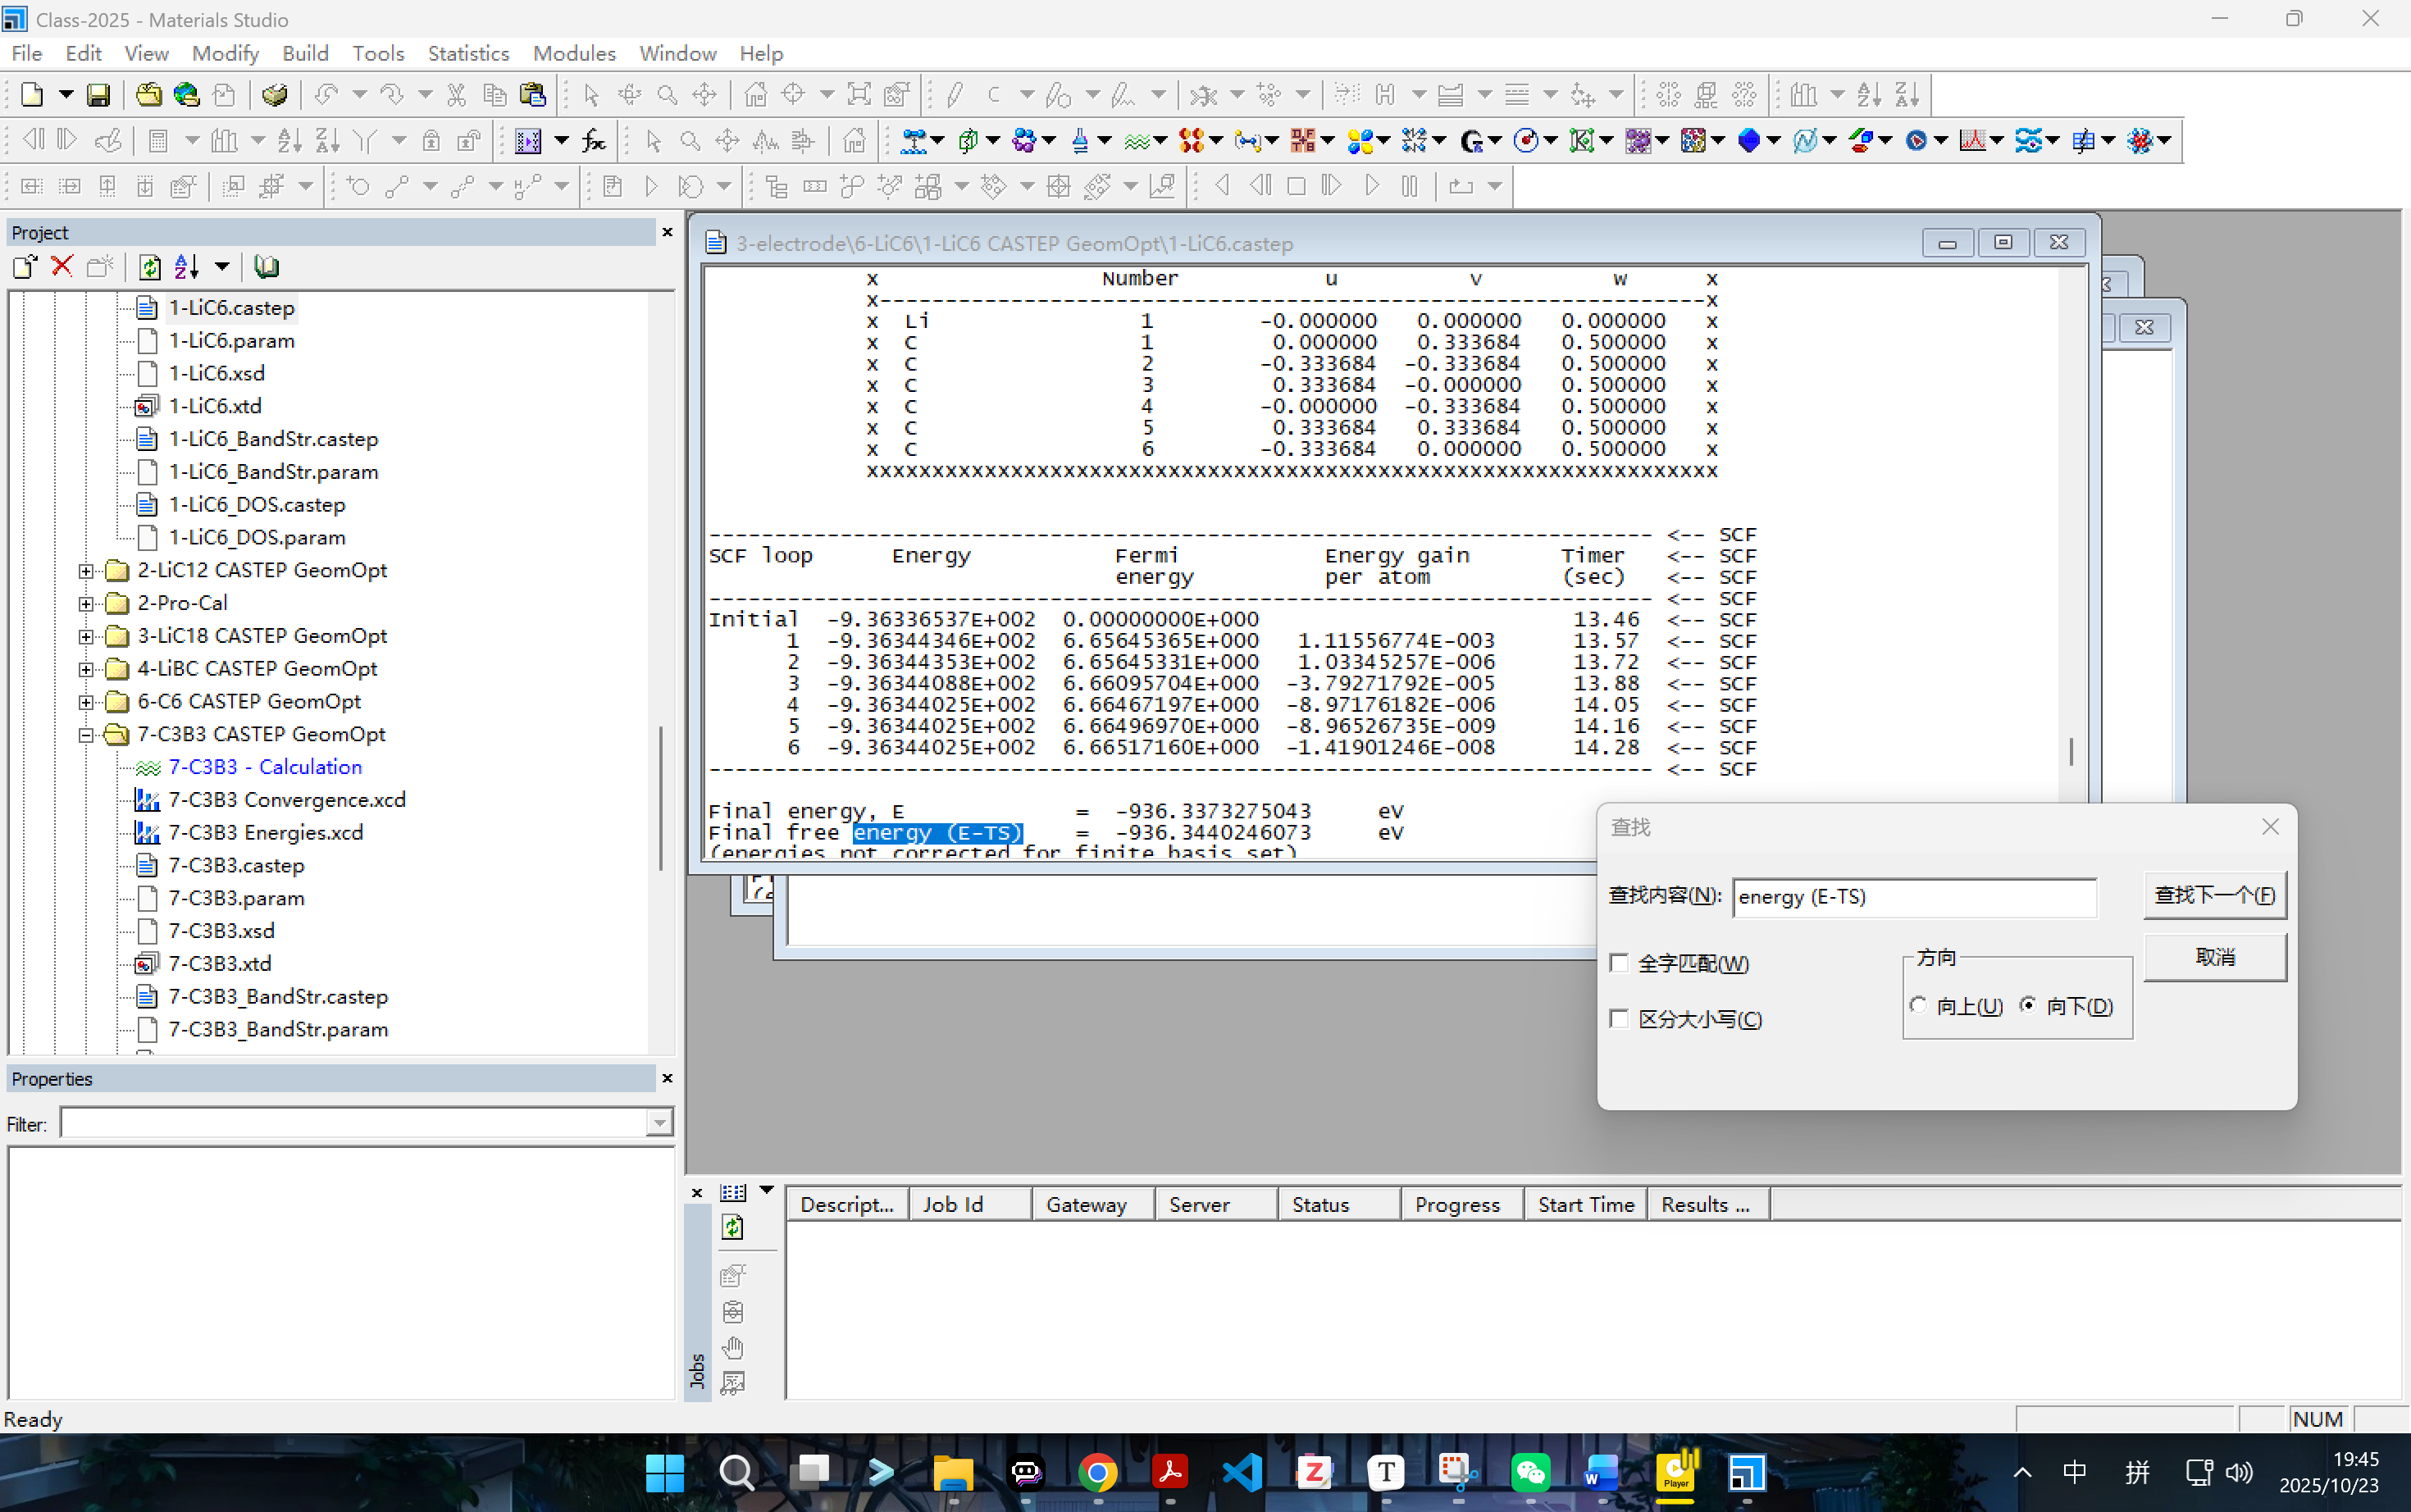 Class-2025 - Materials Studio
File Edit View Modify Build Tools Statistics Modules Window Help
Project
1-LiC6.castep
1-LiC6.param
1-LiC6.xsd
1-LiC6.xtd
1-LiC6_BandStr.castep
1-LiC6_BandStr.param
1-LiC6_DOS.castep
1-LiC6_DOS.param
2-LiC12 CASTEP GeomOpt
2-Pro-Cal
3-LiC18 CASTEP GeomOpt
4-LiBC CASTEP GeomOpt
6-C6 CASTEP GeomOpt
7-C3B3 CASTEP GeomOpt
7-C3B3 - Calculation
7-C3B3 Convergence.xcd
7-C3B3 Energies.xcd
7-C3B3.castep
7-C3B3.param
7-C3B3.xsd
7-C3B3.xtd
7-C3B3_BandStr.castep
7-C3B3_BandStr.param
Properties
Filter:
3-electrode\6-LiC6\1-LiC6 CASTEP GeomOpt\1-LiC6.castep
x Number u v w x
x---------------------------------------------------------------x
x Li 1 -0.000000 0.000000 0.000000 x
x C 1 0.000000 0.333684 0.500000 x
x C 2 -0.333684 -0.333684 0.500000 x
x C 3 0.333684 -0.000000 0.500000 x
x C 4 -0.000000 -0.333684 0.500000 x
x C 5 0.333684 0.333684 0.500000 x
x C 6 -0.333684 0.000000 0.500000 x
xxxxxxxxxxxxxxxxxxxxxxxxxxxxxxxxxxxxxxxxxxxxxxxxxxxxxxxxxxxxxxxxx
------------------------------------------------------------------------ <-- SCF
SCF loop Energy Fermi Energy gain Timer <-- SCF
energy per atom (sec) <-- SCF
------------------------------------------------------------------------ <-- SCF
Initial -9.36336537E+002 0.00000000E+000 13.46 <-- SCF
1 -9.36344346E+002 6.65645365E+000 1.11556774E-003 13.57 <-- SCF
2 -9.36344353E+002 6.65645331E+000 1.03345257E-006 13.72 <-- SCF
3 -9.36344088E+002 6.66095704E+000 -3.79271792E-005 13.88 <-- SCF
4 -9.36344025E+002 6.66467197E+000 -8.97176182E-006 14.05 <-- SCF
5 -9.36344025E+002 6.66496970E+000 -8.96526735E-009 14.16 <-- SCF
6 -9.36344025E+002 6.66517160E+000 -1.41901246E-008 14.28 <-- SCF
------------------------------------------------------------------------ <-- SCF
Final energy, E = -936.3373275043 eV
Final free energy (E-TS) = -936.3440246073 eV
(energies not corrected for finite basis set)
查找
查找内容(N): energy (E-TS) 查找下一个(F)
取消
全字匹配(W)
区分大小写(C)
方向
向上(U) 向下(D)
Jobs
Descript... Job Id Gateway Server Status Progress Start Time Results ...
Ready
NUM
Player
中 拼
19:45
2025/10/23